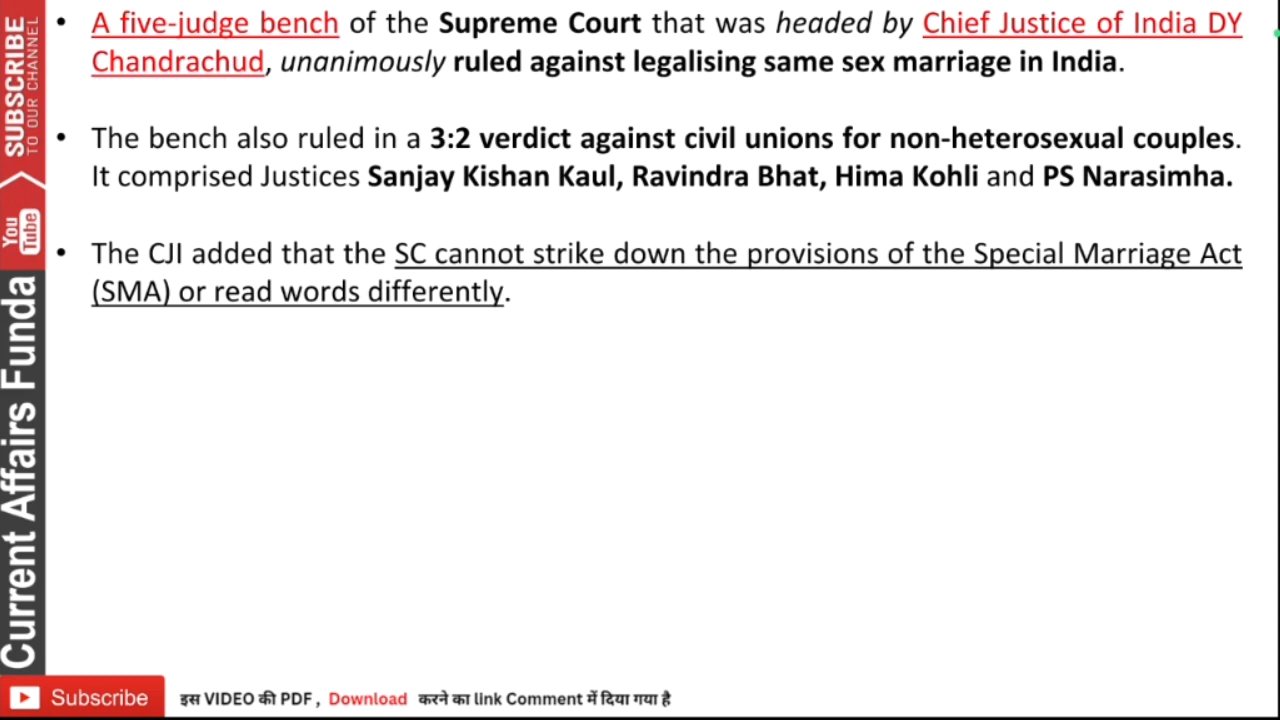 • A five-judge bench of the Supreme Court that was headed by Chief Justice of India DY
Chandrachud, unanimously ruled against legalising same sex marriage in India.
• The bench also ruled in a 3:2 verdict against civil unions for non-heterosexual couples.
It comprised Justices Sanjay Kishan Kaul, Ravindra Bhat, Hima Kohli and PS Narasimha.
• The CJI added that the SC cannot strike down the provisions of the Special Marriage Act
(SMA) or read words differently.
SUBSCRIBE
TO OUR CHANNEL
You
Tube
Current Affairs Funda
Subscribe
इस VIDEO की PDF , Download करने का link Comment में दिया गया है